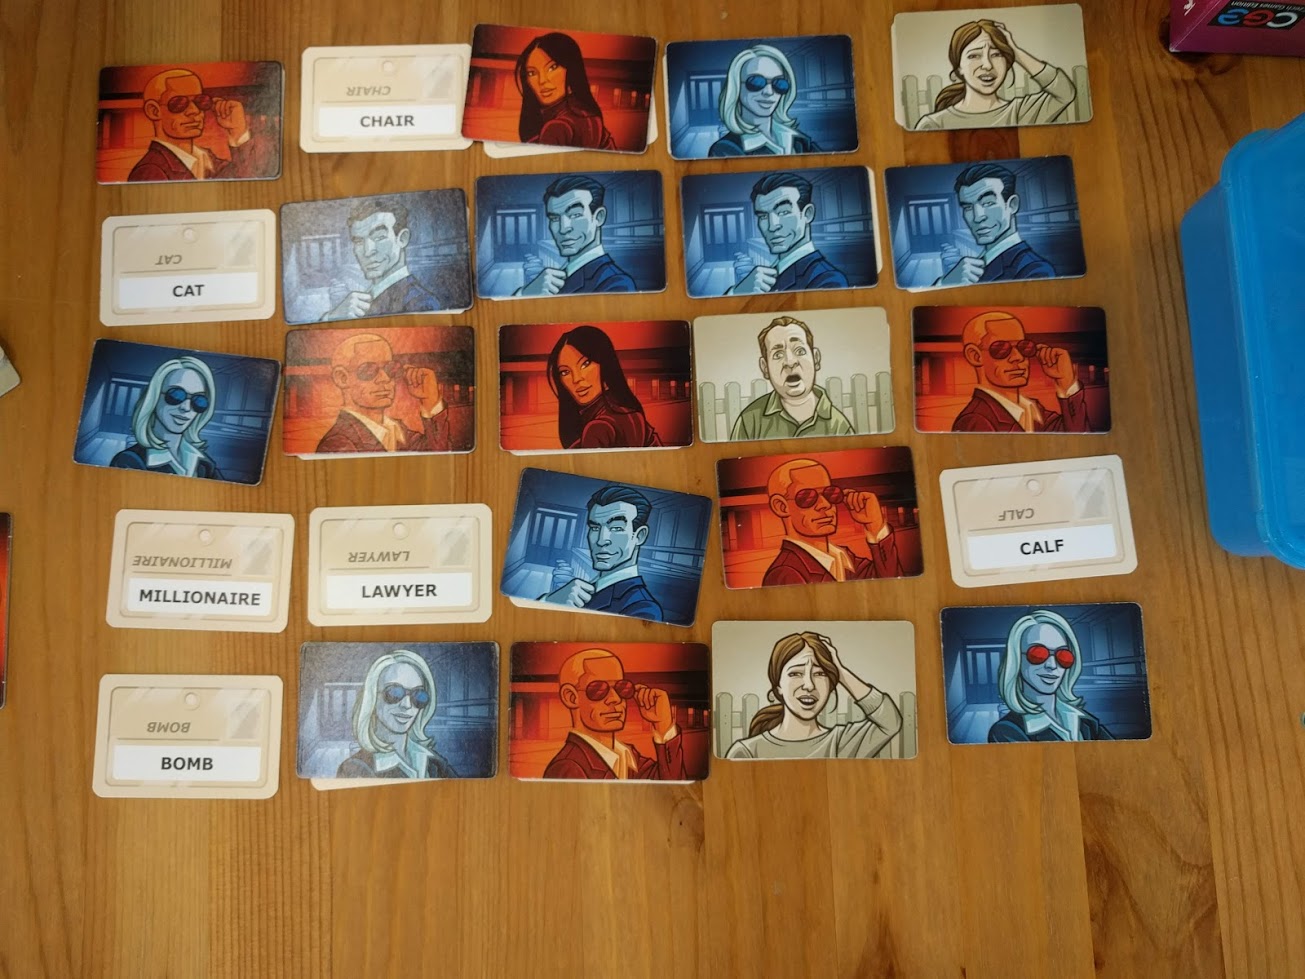 CHAIR
CHAIR
CAT
CAT
MILLIONAIRE
MILLIONAIRE
LAWYER
LAWYER
CALF
CALF
BOMB
BOMB